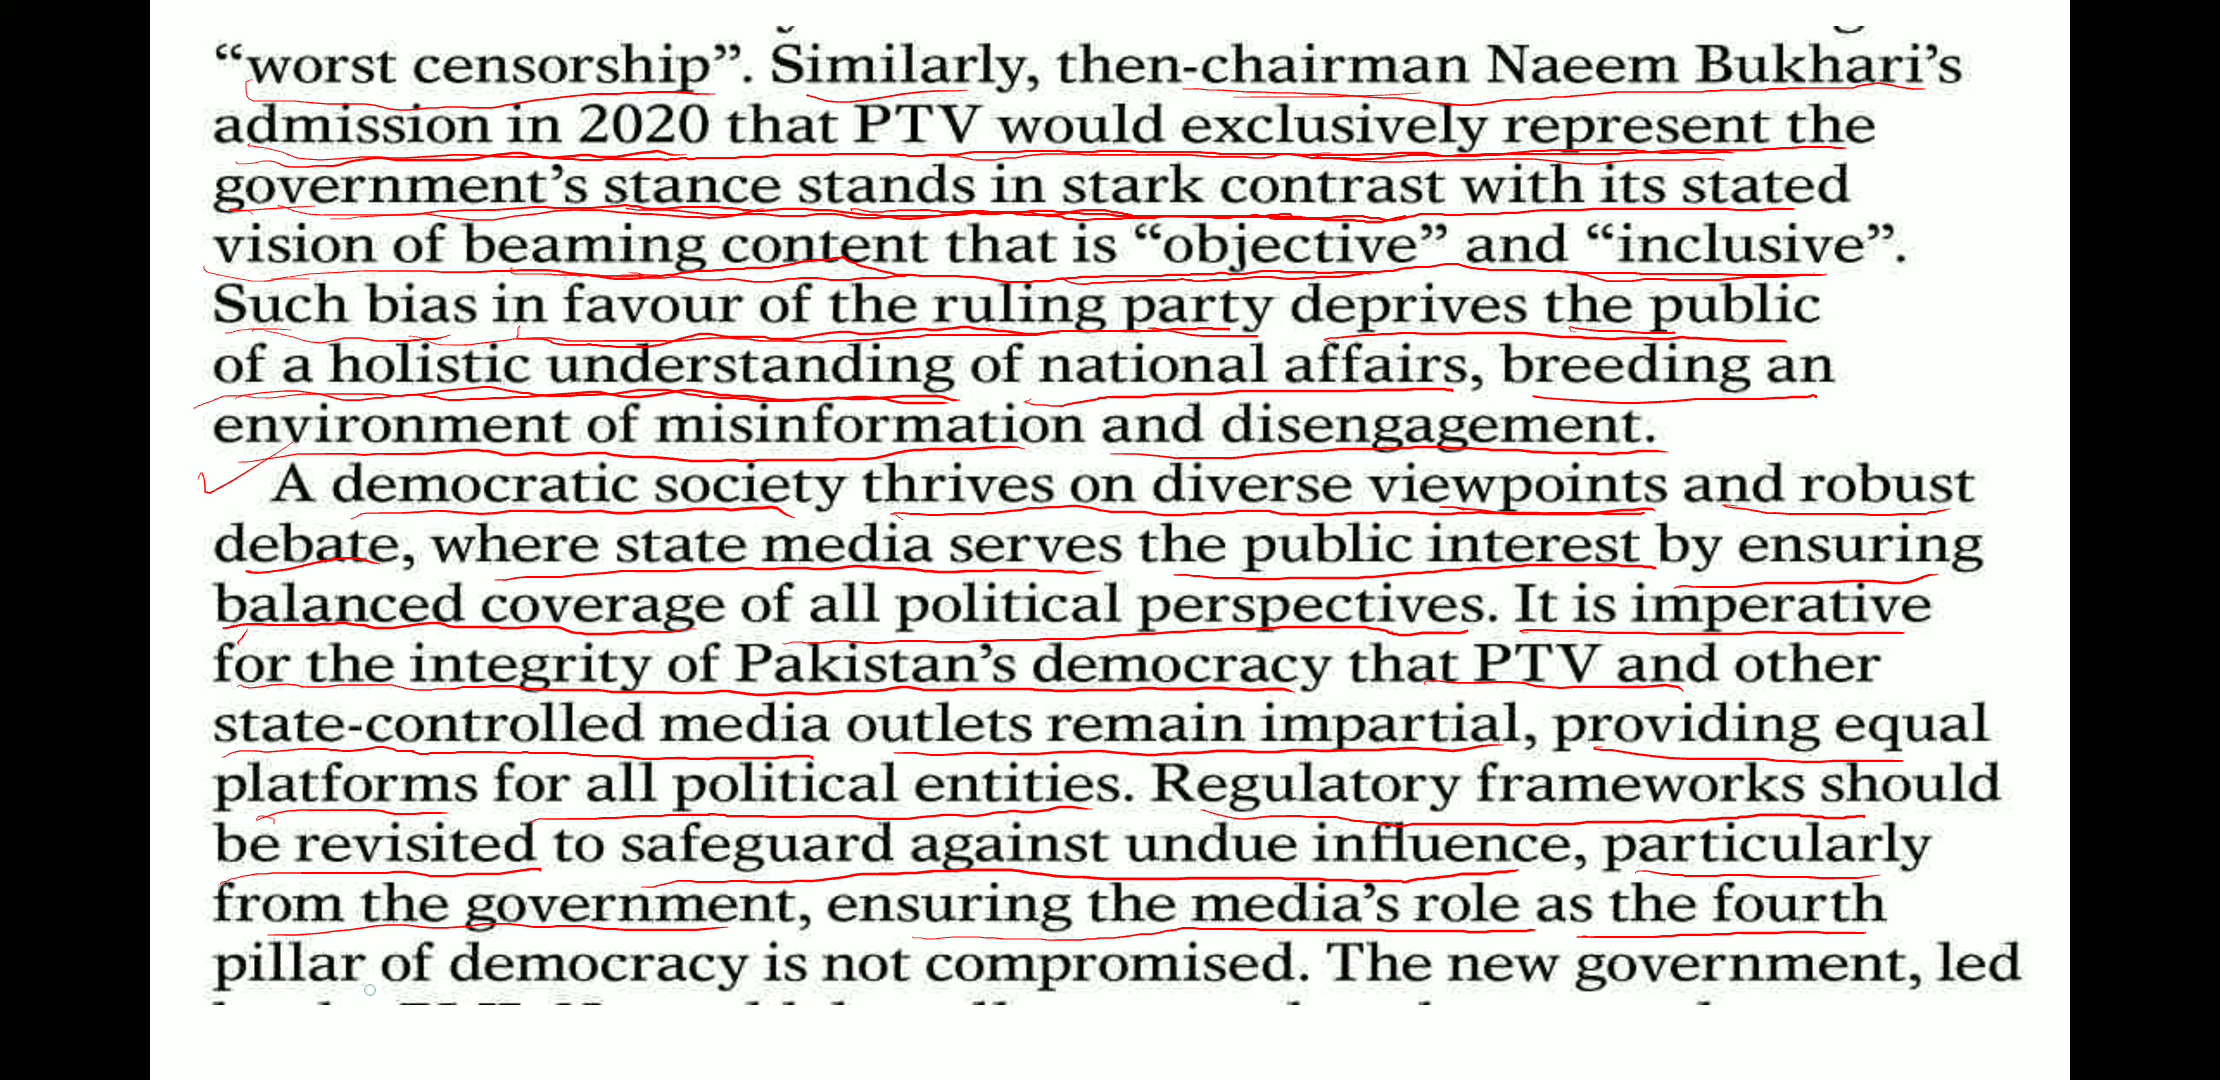 “worst censorship”. Similarly, then-chairman Naeem Bukhari’s
admission in 2020 that PTV would exclusively represent the
government’s stance stands in stark contrast with its stated
vision of beaming content that is “objective” and “inclusive”.
Such bias in favour of the ruling party deprives the public
of a holistic understanding of national affairs, breeding an
environment of misinformation and disengagement.
A democratic society thrives on diverse viewpoints and robust
debate, where state media serves the public interest by ensuring
balanced coverage of all political perspectives. It is imperative
for the integrity of Pakistan’s democracy that PTV and other
state-controlled media outlets remain impartial, providing equal
platforms for all political entities. Regulatory frameworks should
be revisited to safeguard against undue influence, particularly
from the government, ensuring the media’s role as the fourth
pillar of democracy is not compromised. The new government, led